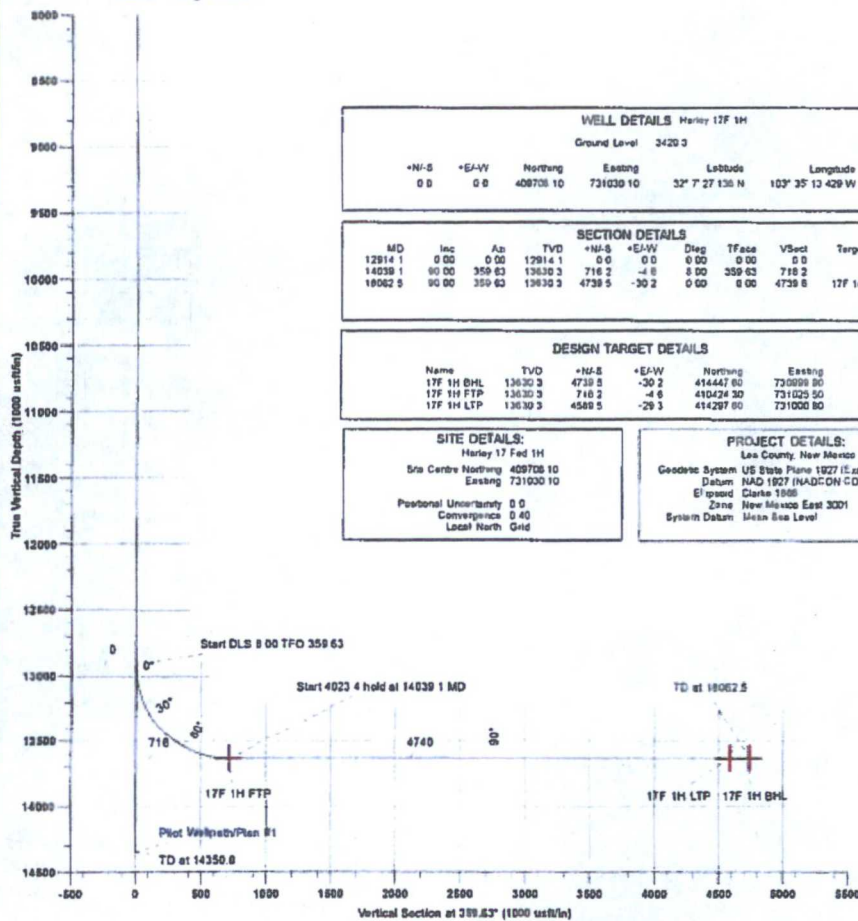 WELL DETAILS Harley 17F 1H
Ground Level 3429.3
+N/-S +E/-W Northing Easting Latitude Longitude
0.0 0.0 409708.10 731030.10 32° 7' 27.136 N 103° 35' 13.429 W
SECTION DETAILS
MD Inc Azi TVD +N/-S +E/-W Dleg TFace VSect
12914.1 0.00 0.00 12914.1 0.0 0.0 0.00 0.00 0.0
14039.1 90.00 359.63 13630.3 716.2 -4.6 8.00 359.63 716.2
18062.5 90.00 359.63 13630.3 4739.5 -30.2 0.00 0.00 4739.6
DESIGN TARGET DETAILS
Name TVD +N/-S +E/-W Northing Easting
17F 1H BHL 13630.3 4739.5 -30.2 414447.60 730999.90
17F 1H FTP 13630.3 716.2 -4.6 410424.30 731025.50
17F 1H LTP 13630.3 4589.5 -29.3 414297.60 731000.80
SITE DETAILS:
Harley 17 Fed 1H
Site Centre Northing 409708.10
Easting 731030.10
Positional Uncertainty 0.0
Convergence 0.40
Local North Grid
PROJECT DETAILS:
Lea County, New Mexico
Geodetic System US State Plane 1927
Datum NAD 1927
Ellipsoid Clarke 1866
Zone New Mexico East 3001
System Datum Mean Sea Level
True Vertical Depth (1000 usft/in)
8000
8500
9000
9500
10000
10500
11000
11500
12000
12500
13000
13500
14000
14500
0
0°
30°
60°
90°
716
4740
Start DLS 8.00 TFO 359.63
Start 4023.4 hold at 14039.1 MD
TD at 18062.5
17F 1H FTP
17F 1H LTP
17F 1H BHL
Pilot Wellpath/Plan #1
TD at 14350.8
-500 0 500 1000 1500 2000 2500 3000 3500 4000 4500 5000 5500
Vertical Section at 359.63° (1000 usft/in)